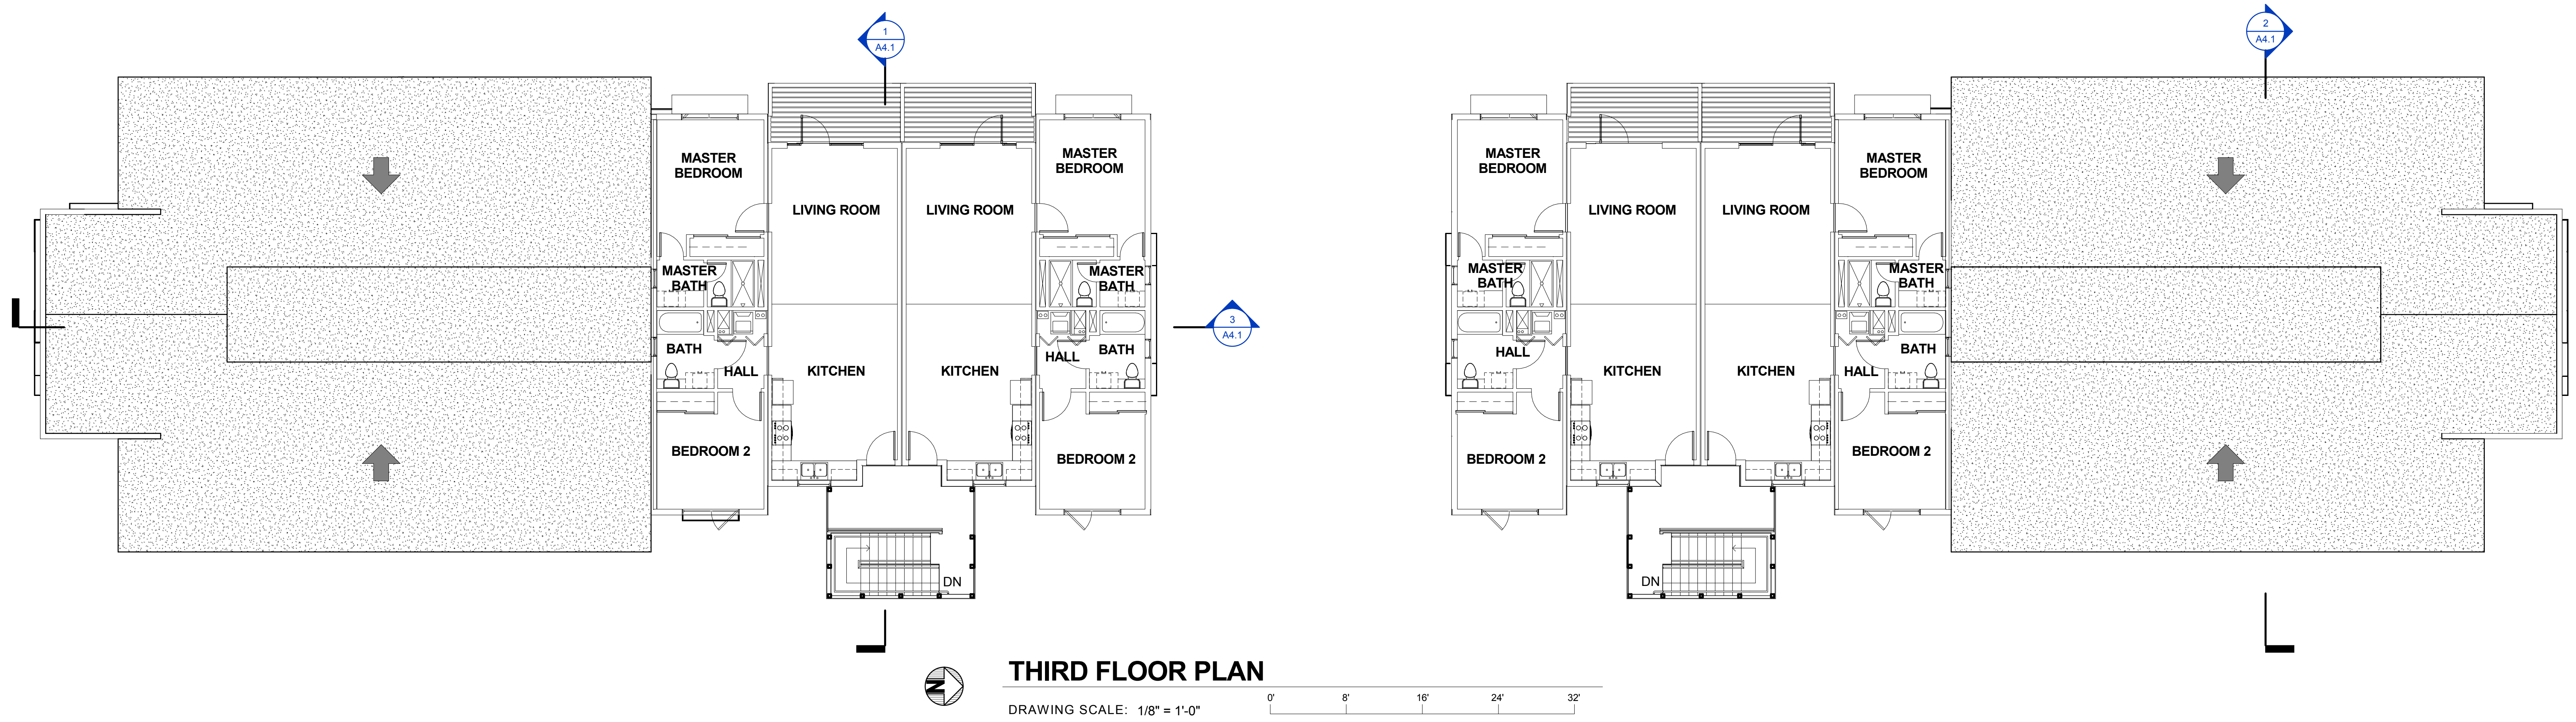 1
A4.1
2
A4.1
MASTER
BEDROOM
LIVING ROOM
LIVING ROOM
MASTER
BEDROOM
MASTER
BATH
MASTER
BATH
BATH
HALL
KITCHEN
KITCHEN
HALL
BATH
BEDROOM 2
BEDROOM 2
DN
3
A4.1
MASTER
BEDROOM
LIVING ROOM
LIVING ROOM
MASTER
BEDROOM
MASTER
BATH
MASTER
BATH
HALL
KITCHEN
KITCHEN
HALL
BATH
BEDROOM 2
BEDROOM 2
DN
N
THIRD FLOOR PLAN
DRAWING SCALE: 1/8" = 1'-0"
0' 8' 16' 24' 32'